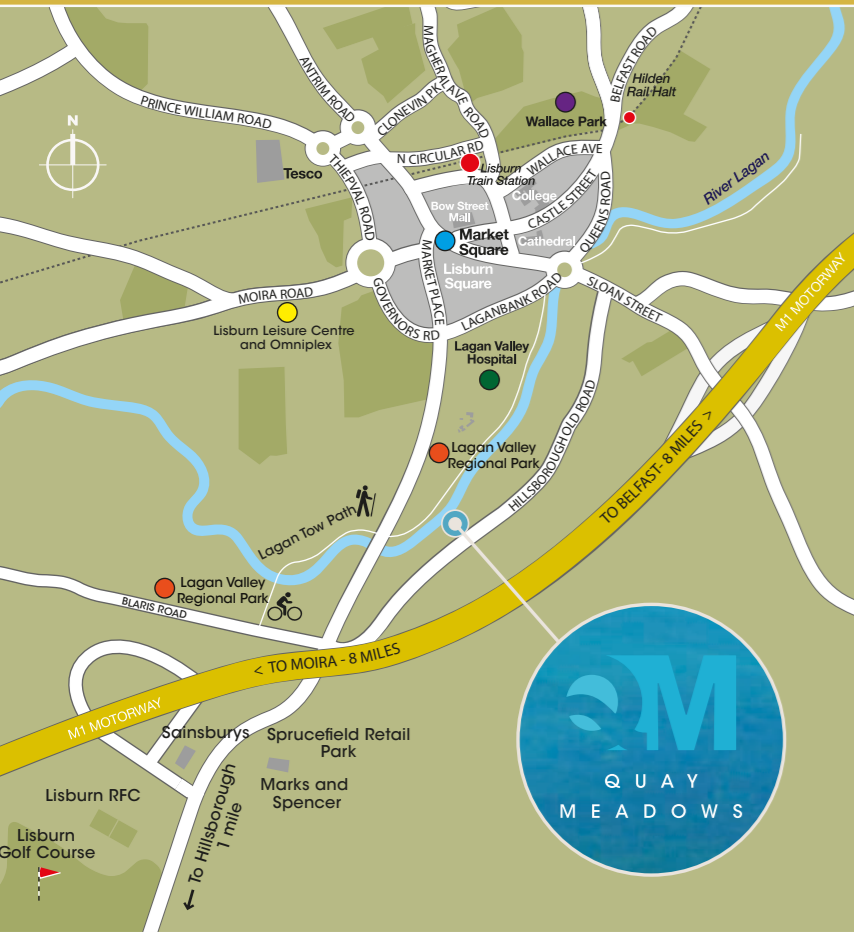 MAGHERALAVE ROAD
BELFAST ROAD
ANTRIM ROAD
CLONEVIN PK
Hilden
Rail Halt
PRINCE WILLIAM ROAD
Wallace Park
N
N CIRCULAR RD
WALLACE AVE
Tesco
Lisburn
Train Station
THIEPVAL ROAD
College
CASTLE STREET
QUEENS ROAD
River Lagan
Bow Street
Mall
Market
Square
Cathedral
MARKET PLACE
Lisburn
Square
MOIRA ROAD
GOVERNORS RD
LAGANBANK ROAD
SLOAN STREET
M1 MOTORWAY
Lisburn Leisure Centre
and Omniplex
Lagan Valley
Hospital
HILLSBOROUGH OLD ROAD
TO BELFAST- 8 MILES >
Lagan Valley
Regional Park
Lagan Tow Path
Lagan Valley
Regional Park
BLARIS ROAD
< TO MOIRA - 8 MILES
M1 MOTORWAY
Sainsburys
Sprucefield Retail
Park
Marks and
Spencer
Lisburn RFC
To Hillsborough
1 mile
Lisburn
Golf Course
QM
QUAY
MEADOWS